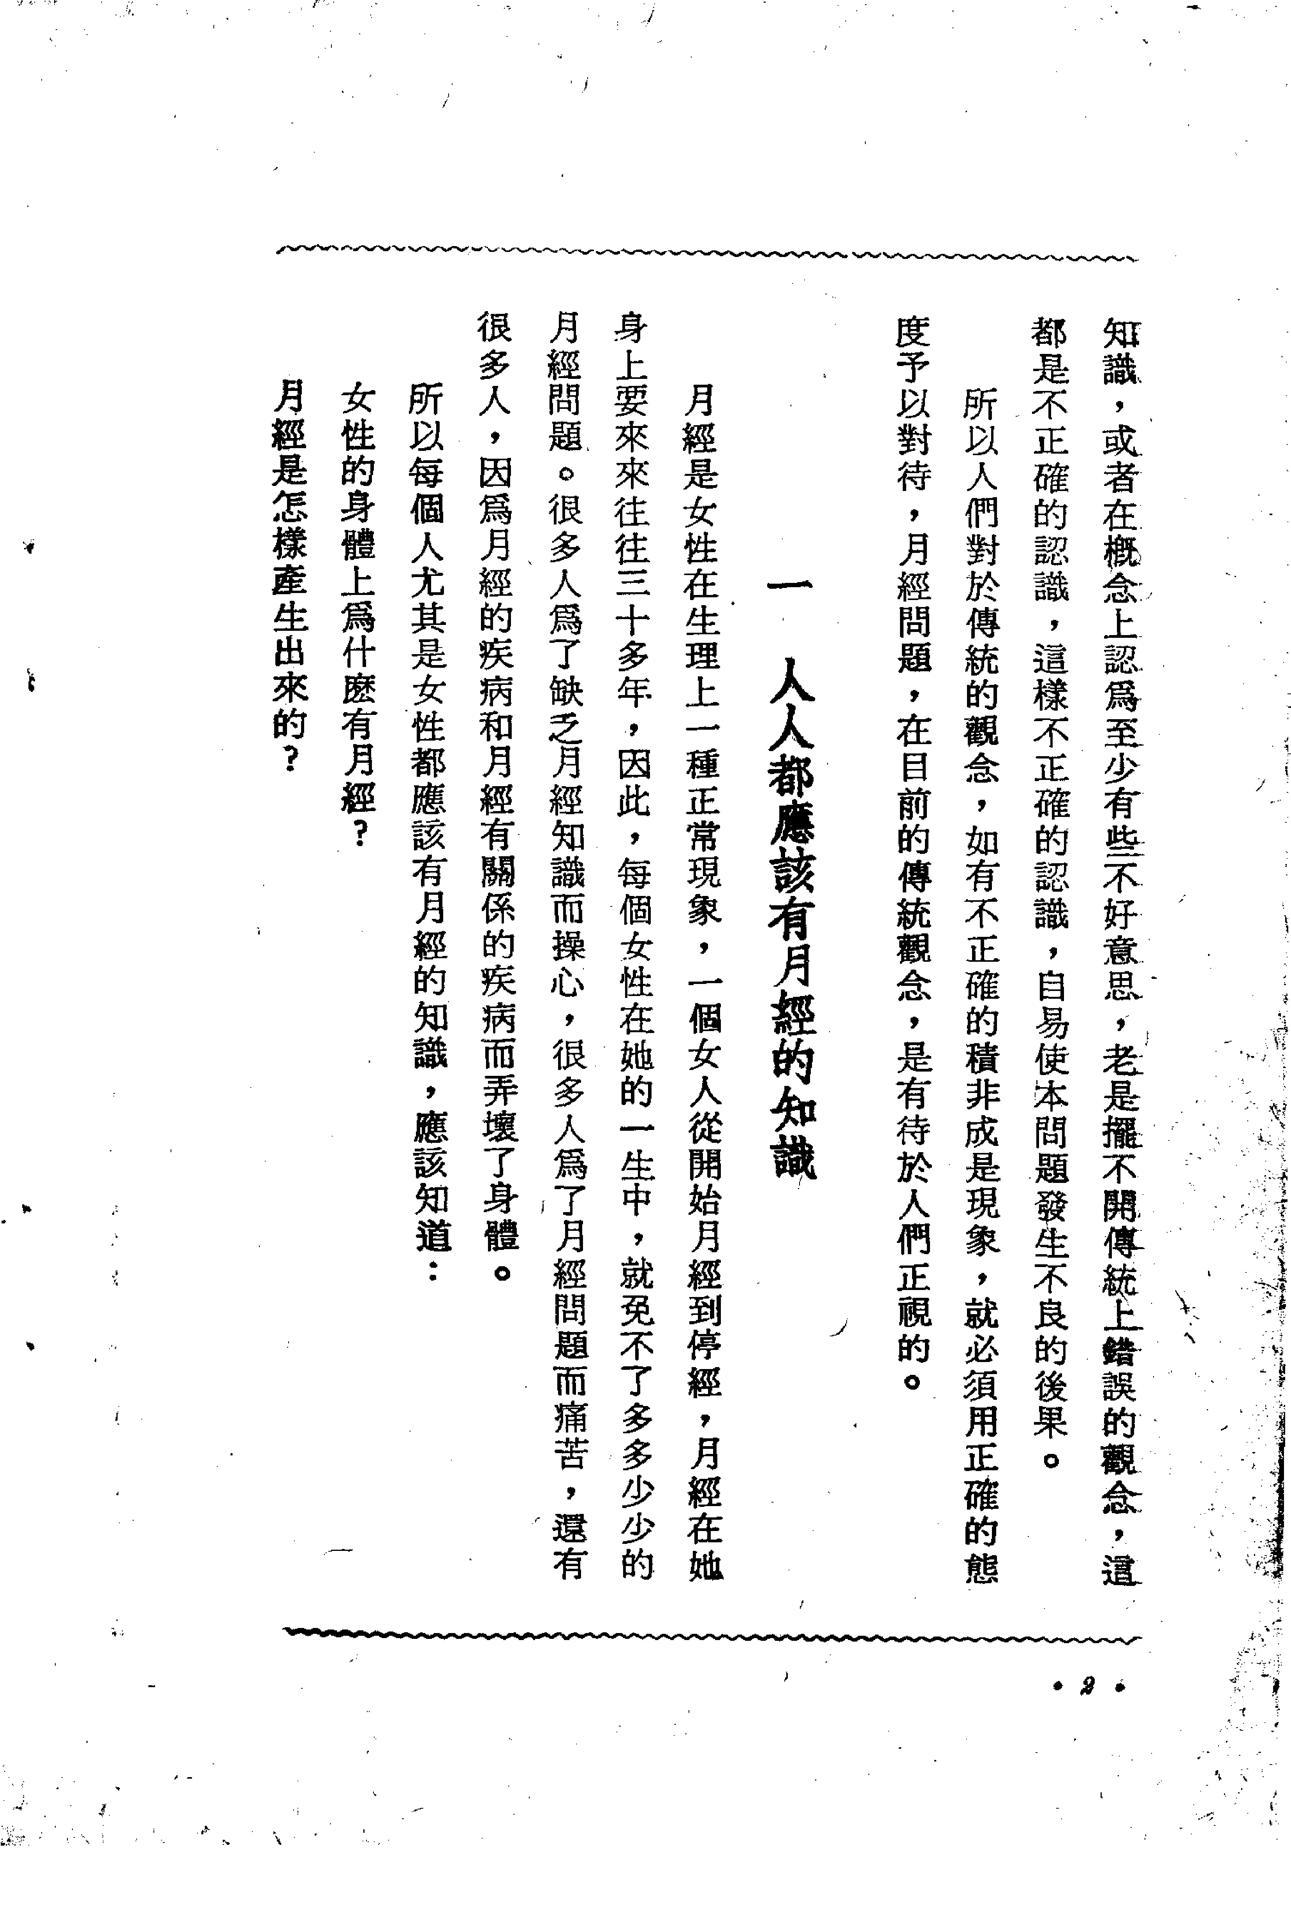 知識，或者在概念上認爲至少有些不好意思，老是擺不開傳統上錯誤的觀念，這
都是不正確的認識，這樣不正確的認識，自易使本問題發生不良的後果。
所以人們對於傳統的觀念，如有不正確的積非成是現象，就必須用正確的態
度予以對待，月經問題，在目前的傳統觀念，是有待於人們正視的。
一　人人都應該有月經的知識
月經是女性在生理上一種正常現象，一個女人從開始月經到停經，月經在她
身上要來來往往三十多年，因此，每個女性在她的一生中，就免不了多多少少的
月經問題。很多人爲了缺乏月經知識而操心，很多人爲了月經問題而痛苦，還有
很多人，因爲月經的疾病和月經有關係的疾病而弄壞了身體。
所以每個人尤其是女性都應該有月經的知識，應該知道：
女性的身體上爲什麽有月經？
月經是怎樣產生出來的？
•2•